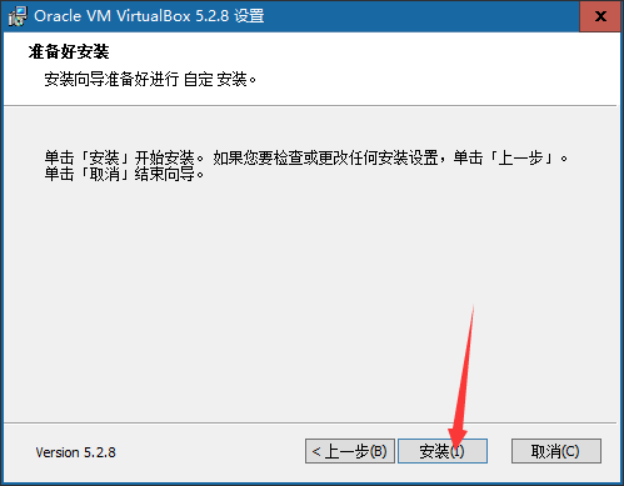 Oracle VM VirtualBox 5.2.8 设置
准备好安装
安装向导准备好进行 自定 安装。
单击「安装」开始安装。 如果您要检查或更改任何安装设置，单击「上一步」。
单击「取消」结束向导。
Version 5.2.8
< 上一步(B)
安装(I)
取消(C)